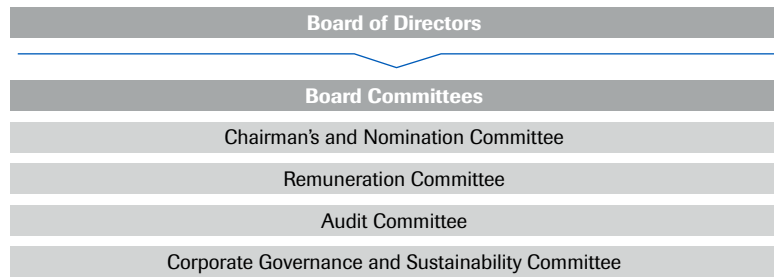 Board of Directors
Board Committees
Chairman's and Nomination Committee
Remuneration Committee
Audit Committee
Corporate Governance and Sustainability Committee